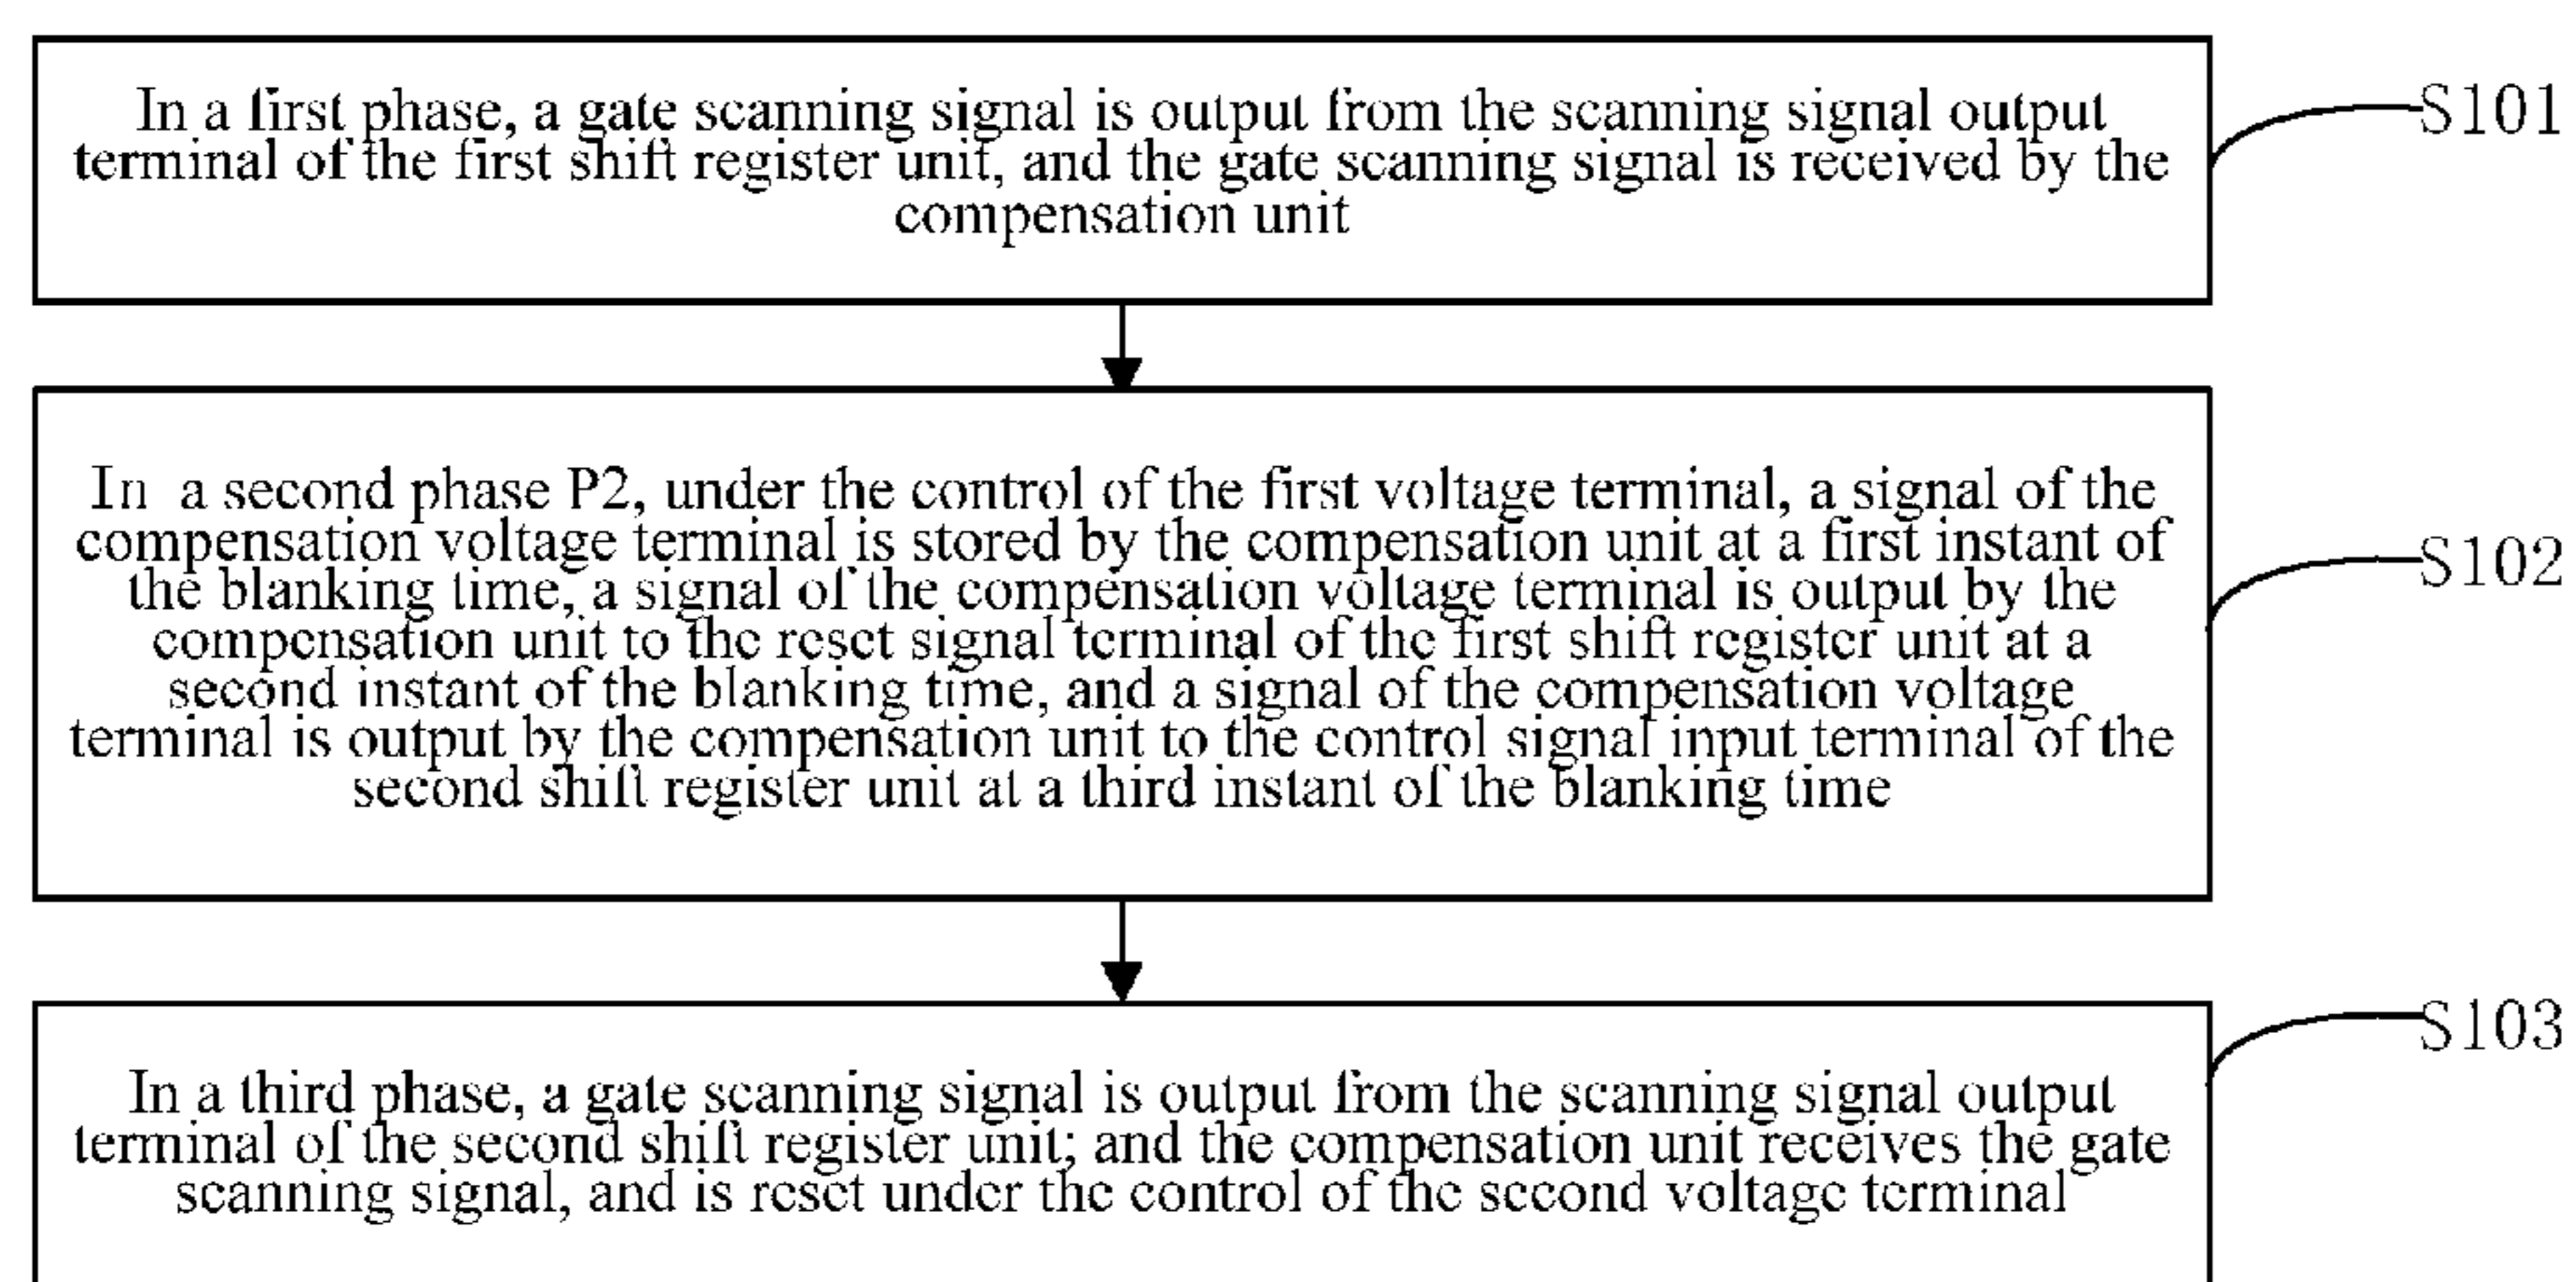 In a first phase, a gate scanning signal is output from the scanning signal output
terminal of the first shift register unit, and the gate scanning signal is received by the
compensation unit
S101
In a second phase P2, under the control of the first voltage terminal, a signal of the
compensation voltage terminal is stored by the compensation unit at a first instant of
the blanking time, a signal of the compensation voltage terminal is output by the
compensation unit to the reset signal terminal of the first shift register unit at a
second instant of the blanking time, and a signal of the compensation voltage
terminal is output by the compensation unit to the control signal input terminal of the
second shift register unit at a third instant of the blanking time
S102
In a third phase, a gate scanning signal is output from the scanning signal output
terminal of the second shift register unit; and the compensation unit receives the gate
scanning signal, and is reset under the control of the second voltage terminal
S103